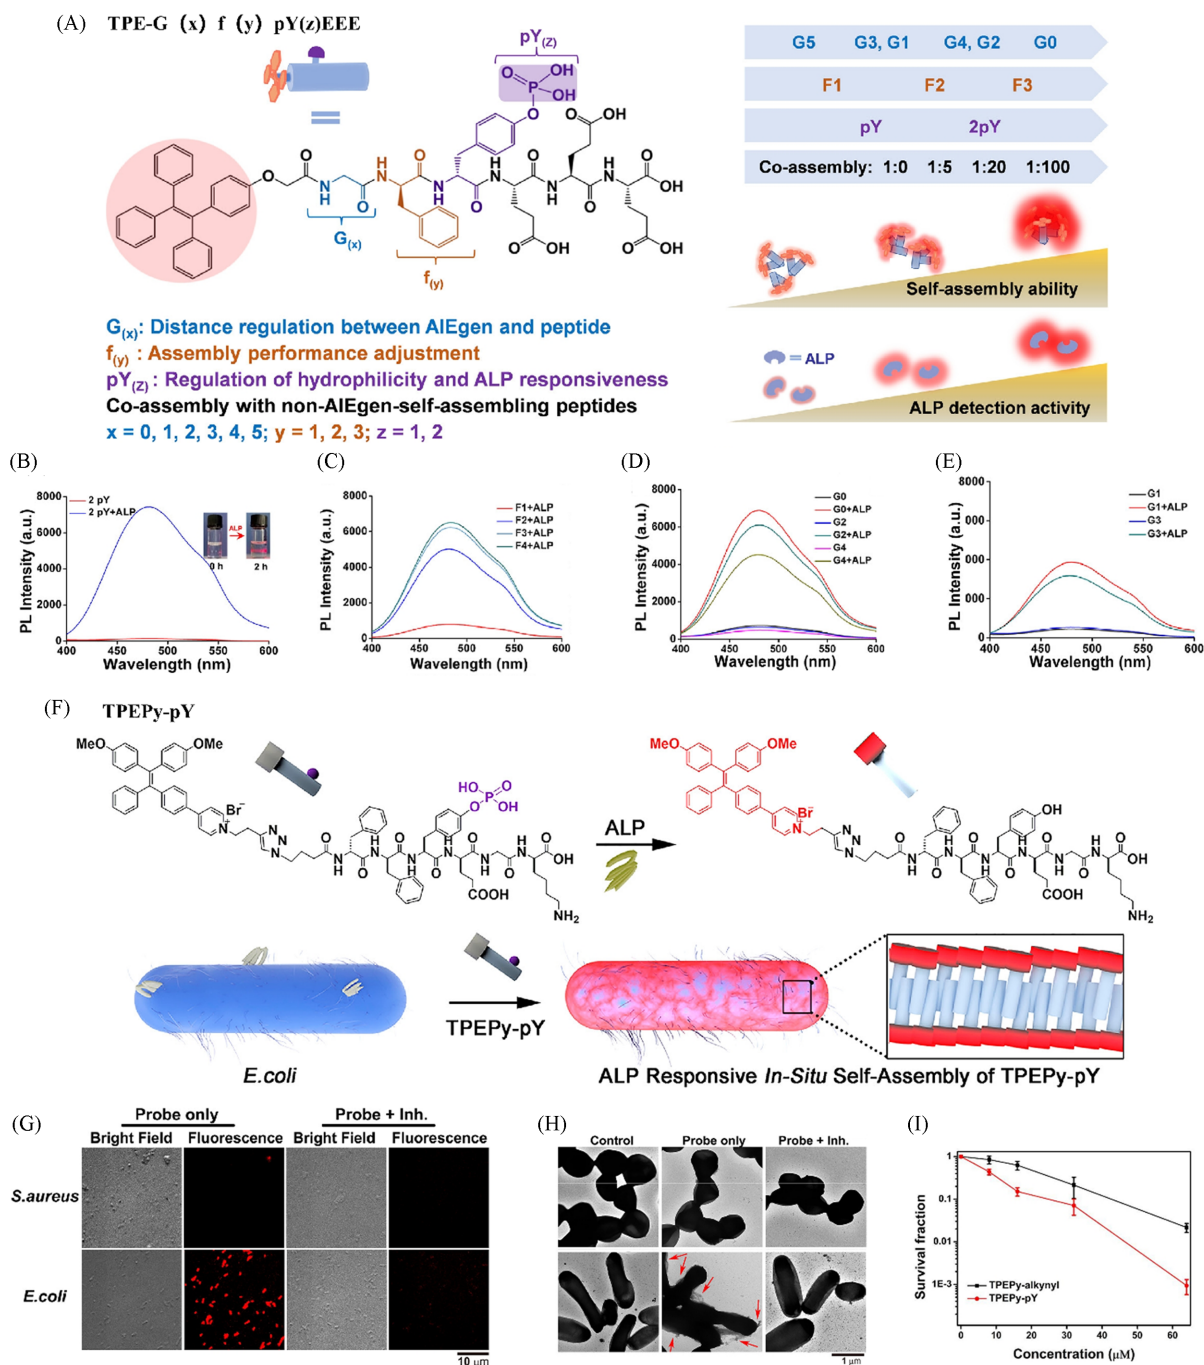 (A) TPE-G (x) f (y) pY(z)EEE
pY(Z)
O OH
P
OH
O
O OH
O OH
O
O
H
N
O
N
H
O
H
N
O
N
H
O
H
N
O
OH
G(x)
f(y)
O OH
O OH
G(x): Distance regulation between AIEgen and peptide
f(y) : Assembly performance adjustment
pY(Z) : Regulation of hydrophilicity and ALP responsiveness
Co-assembly with non-AIEgen-self-assembling peptides
x = 0, 1, 2, 3, 4, 5; y = 1, 2, 3; z = 1, 2
G5 G3, G1 G4, G2 G0
F1 F2 F3
pY 2pY
Co-assembly: 1:0 1:5 1:20 1:100
Self-assembly ability
= ALP
ALP detection activity
(B)
8000
6000
4000
2000
0
PL Intensity (a.u.)
2 pY
2 pY+ALP
ALP
0 h 2 h
400 450 500 550 600
Wavelength (nm)
(C)
8000
6000
4000
2000
0
PL Intensity (a.u.)
F1+ALP
F2+ALP
F3+ALP
F4+ALP
400 450 500 550 600
Wavelength (nm)
(D)
8000
6000
4000
2000
0
PL Intensity (a.u.)
G0
G0+ALP
G2
G2+ALP
G4
G4+ALP
400 450 500 550 600
Wavelength (nm)
(E)
8000
000
000
000
0
PL Intensity (a.u.)
G1
G1+ALP
G3
G3+ALP
400 450 500 550 600
Wavelength (nm)
(F) TPEPy-pY
MeO OMe
Br⁻
N⁺
N=N
N
HO O
P
O OH
O
H
N
COOH
OH
NH2
ALP
MeO OMe
Br⁻
N⁺
N=N
N
OH
O
H
N
COOH
OH
NH2
TPEPy-pY
E.coli
ALP Responsive In-Situ Self-Assembly of TPEPy-pY
(G)
Probe only Probe + Inh.
Bright Field Fluorescence Bright Field Fluorescence
S.aureus
E.coli
10 μm
(H)
Control Probe only Probe + Inh.
1 μm
(I)
1
0.1
0.01
1E-3
Survival fraction
TPEPy-alkynyl
TPEPy-pY
0 10 20 30 40 50 60
Concentration (μM)